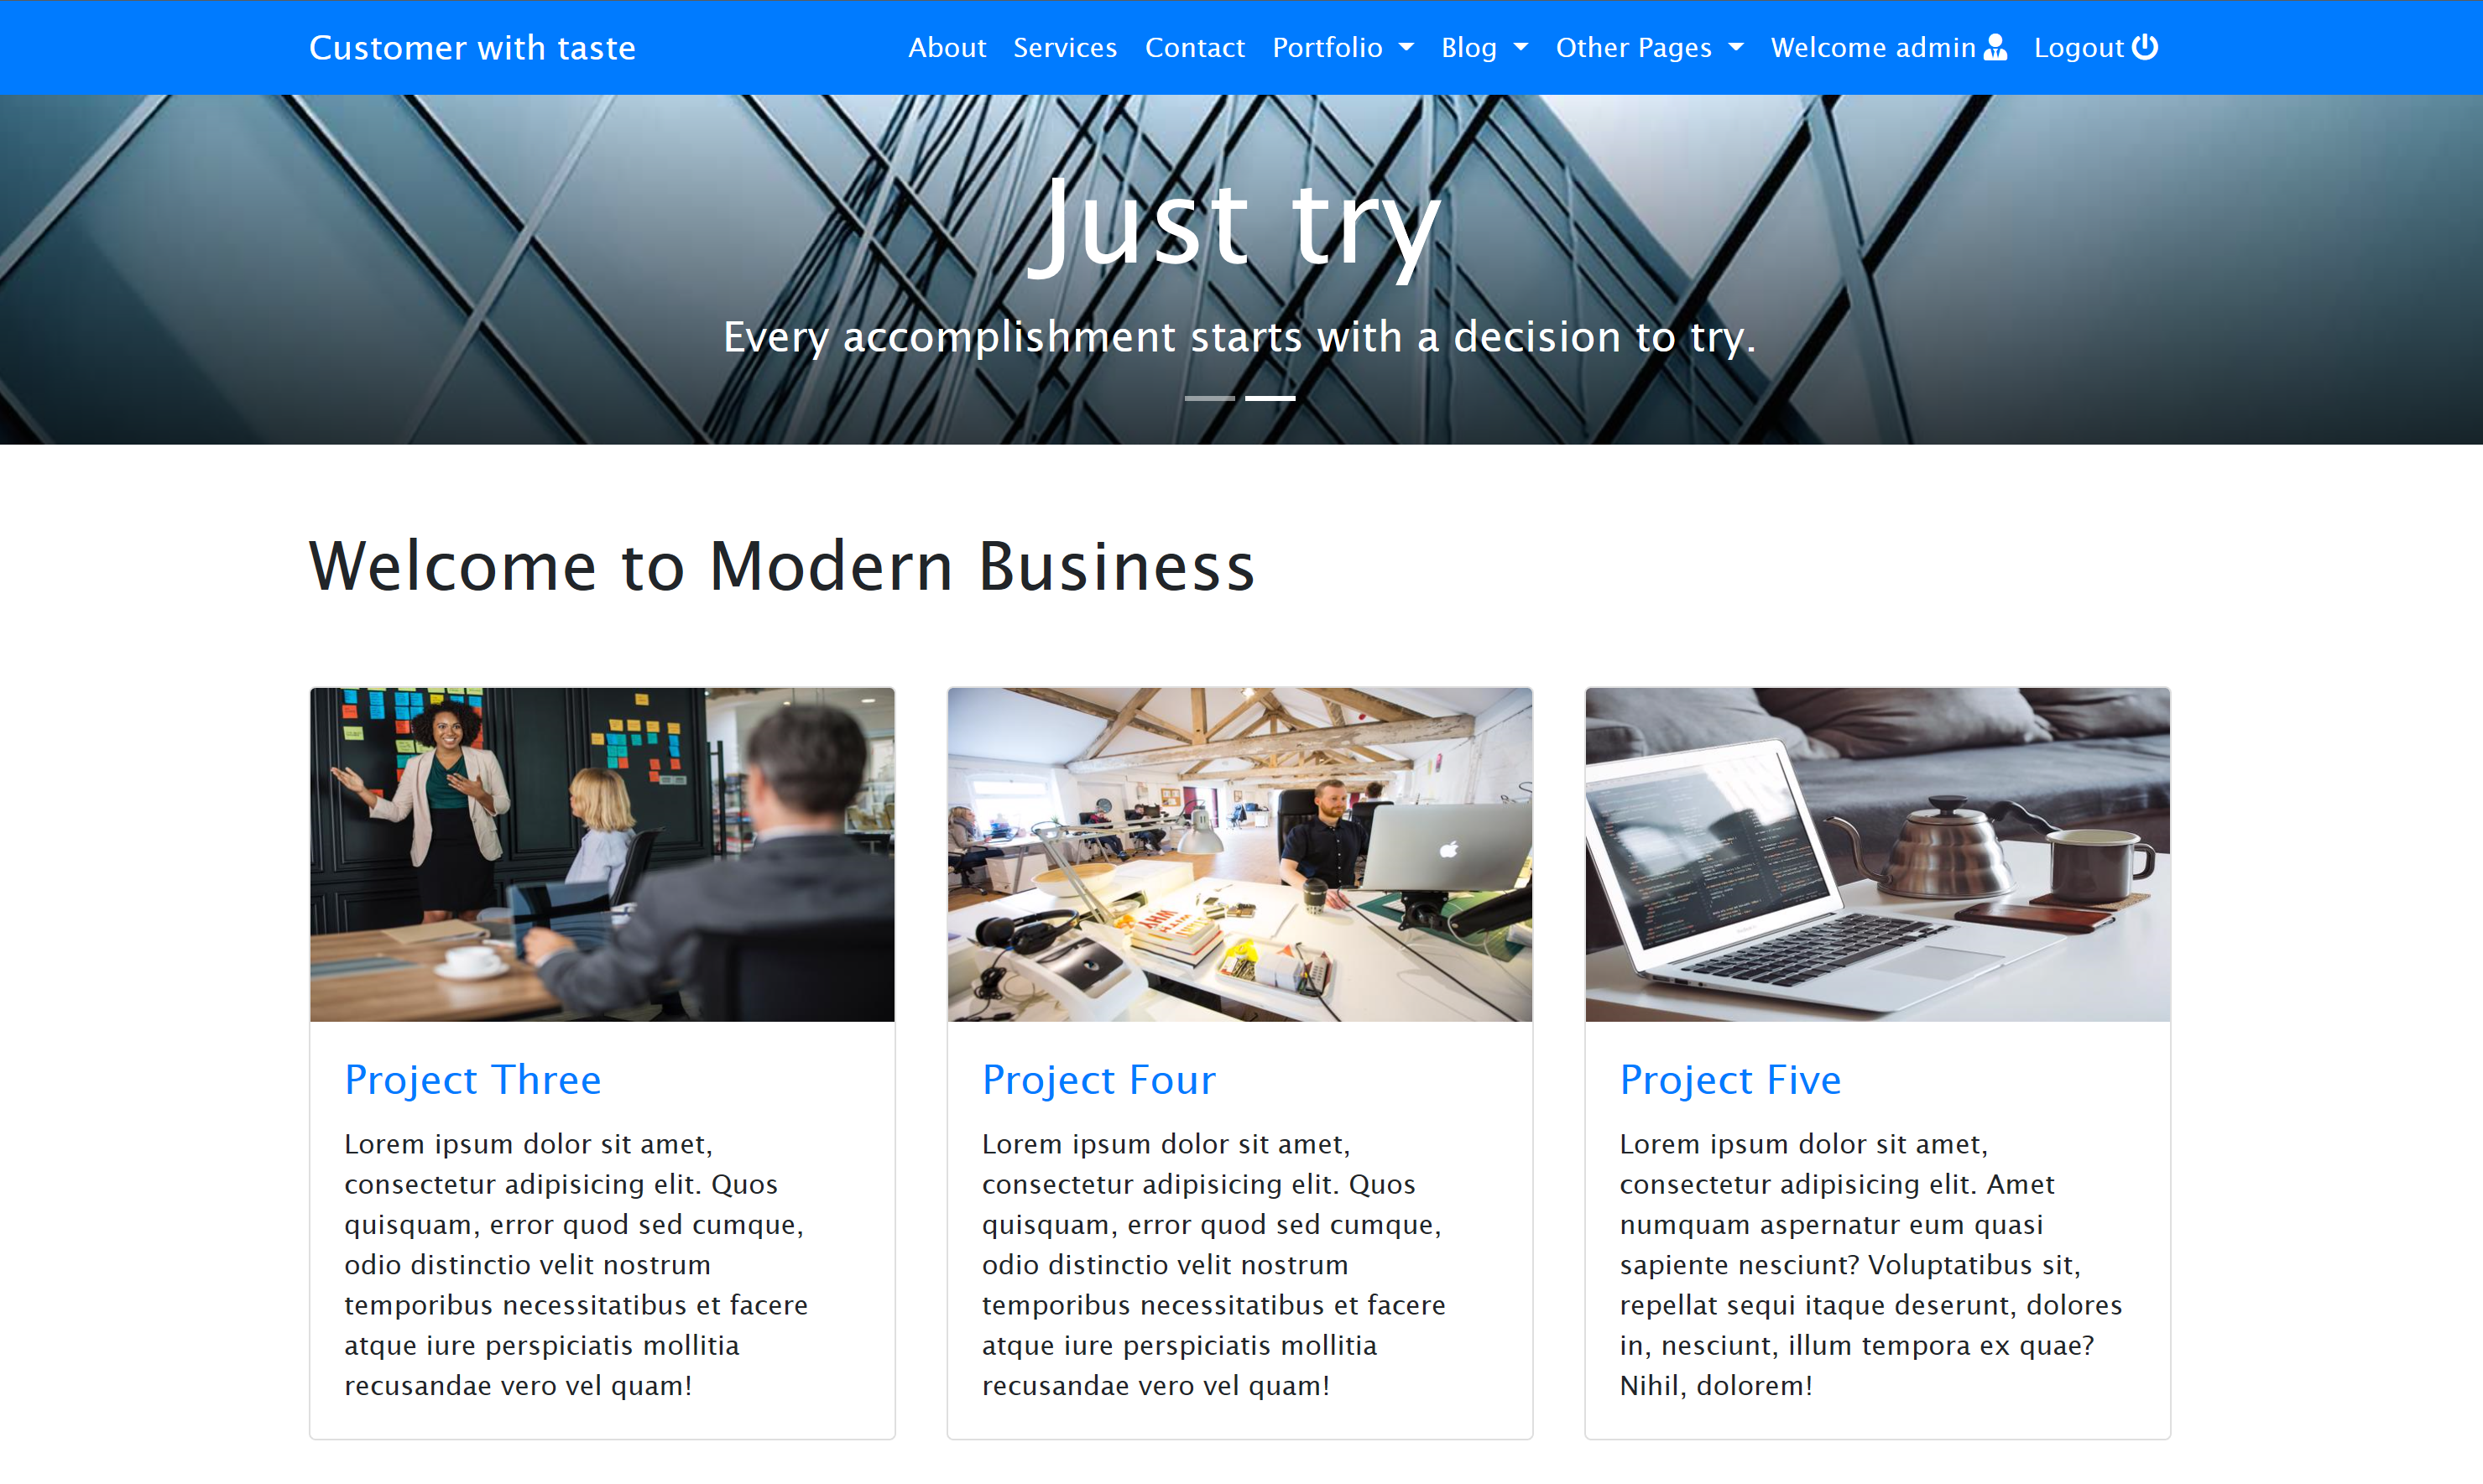 Customer with taste
About Services Contact Portfolio Blog Other Pages Welcome admin Logout
Just try
Every accomplishment starts with a decision to try.
Welcome to Modern Business
Project Three
Lorem ipsum dolor sit amet,
consectetur adipisicing elit. Quos
quisquam, error quod sed cumque,
odio distinctio velit nostrum
temporibus necessitatibus et facere
atque iure perspiciatis mollitia
recusandae vero vel quam!
Project Four
Lorem ipsum dolor sit amet,
consectetur adipisicing elit. Quos
quisquam, error quod sed cumque,
odio distinctio velit nostrum
temporibus necessitatibus et facere
atque iure perspiciatis mollitia
recusandae vero vel quam!
Project Five
Lorem ipsum dolor sit amet,
consectetur adipisicing elit. Amet
numquam aspernatur eum quasi
sapiente nesciunt? Voluptatibus sit,
repellat sequi itaque deserunt, dolores
in, nesciunt, illum tempora ex quae?
Nihil, dolorem!